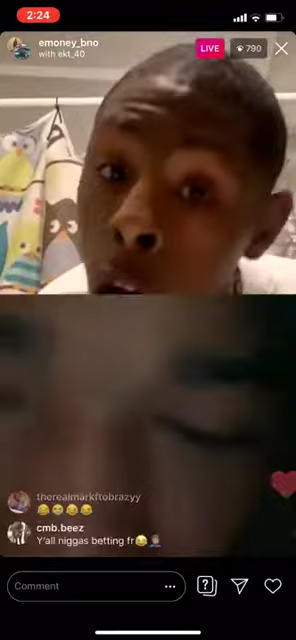 2:24
emoney_bno
with ekt_40
LIVE
790
therealmarkftobrazyy
😂😂😂😂
cmb.beez
Y'all niggas betting fr😂🤦🏽‍♂️
Comment